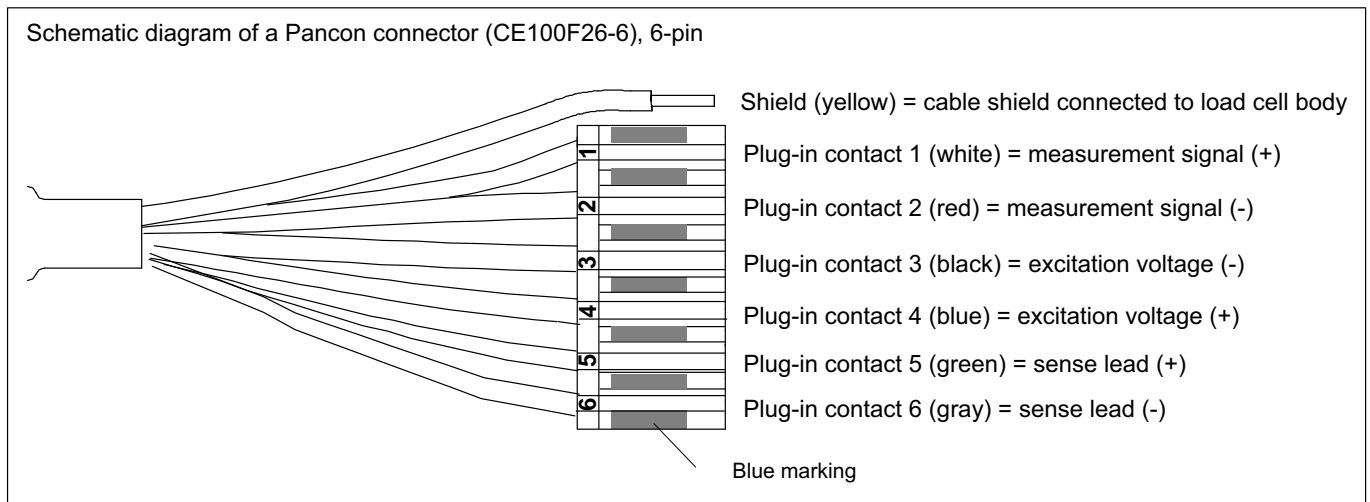 Schematic diagram of a Pancon connector (CE100F26-6), 6-pin
Shield (yellow) = cable shield connected to load cell body
1
Plug-in contact 1 (white) = measurement signal (+)
2
Plug-in contact 2 (red) = measurement signal (-)
3
Plug-in contact 3 (black) = excitation voltage (-)
4
Plug-in contact 4 (blue) = excitation voltage (+)
5
Plug-in contact 5 (green) = sense lead (+)
6
Plug-in contact 6 (gray) = sense lead (-)
Blue marking